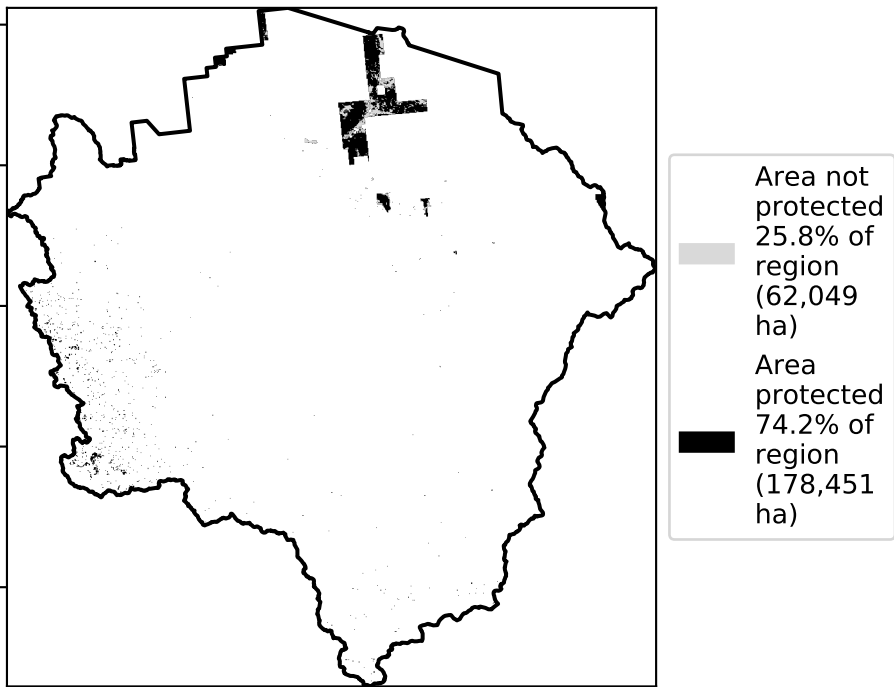 Area not
protected
25.8% of
region
(62,049
ha)
Area
protected
74.2% of
region
(178,451
ha)